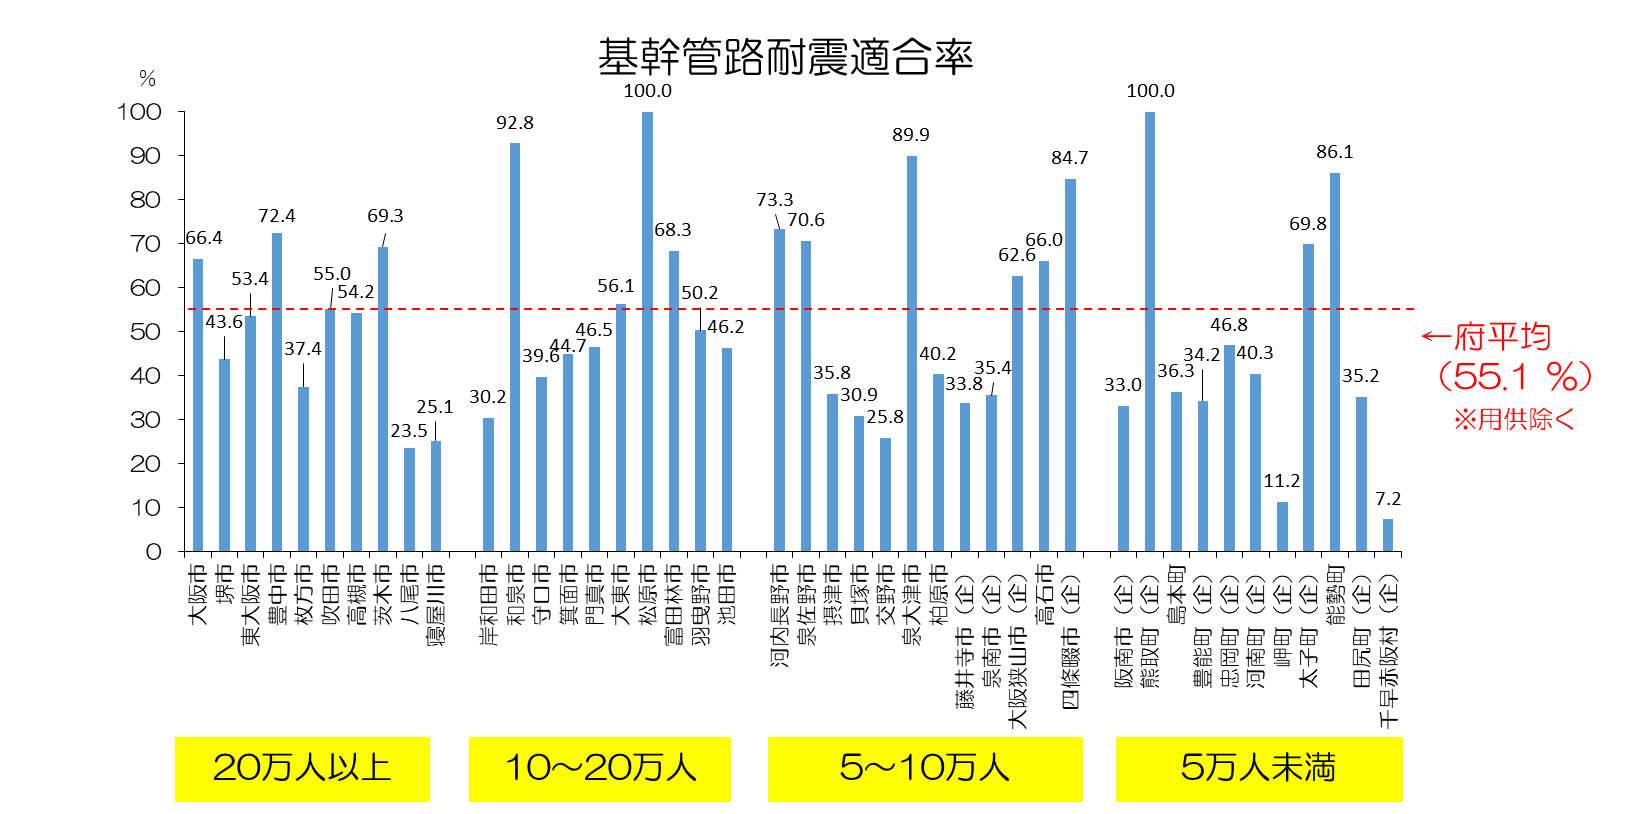 基幹管路耐震適合率
%
100
90
80
70
60
50
40
30
20
10
0
66.4
43.6
53.4
72.4
37.4
55.0
54.2
69.3
23.5
25.1
30.2
92.8
39.6
44.7
46.5
56.1
100.0
68.3
50.2
46.2
73.3
70.6
35.8
30.9
25.8
89.9
40.2
33.8
35.4
62.6
66.0
84.7
33.0
100.0
36.3
34.2
46.8
40.3
11.2
69.8
86.1
35.2
7.2
←府平均
（55.1 %）
※用供除く
大阪市
堺市
東大阪市
豊中市
枚方市
吹田市
高槻市
茨木市
八尾市
寝屋川市
岸和田市
和泉市
守口市
箕面市
門真市
大東市
松原市
富田林市
羽曳野市
池田市
河内長野市
泉佐野市
摂津市
貝塚市
交野市
泉大津市
柏原市
藤井寺市（企）
泉南市（企）
大阪狭山市（企）
高石市
四條畷市（企）
阪南市（企）
熊取町（企）
島本町
豊能町（企）
忠岡町（企）
河南町（企）
岬町（企）
太子町（企）
能勢町
田尻町（企）
千早赤阪村（企）
20万人以上
10～20万人
5～10万人
5万人未満